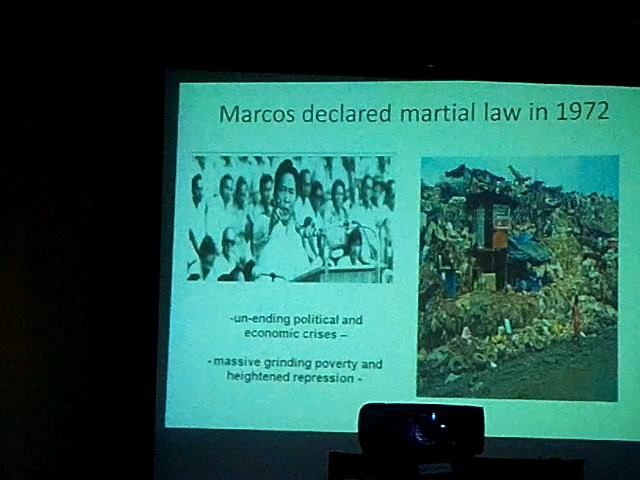 Marcos declared martial law in 1972
-un-ending political and
economic crises –
- massive grinding poverty and
heightened repression -